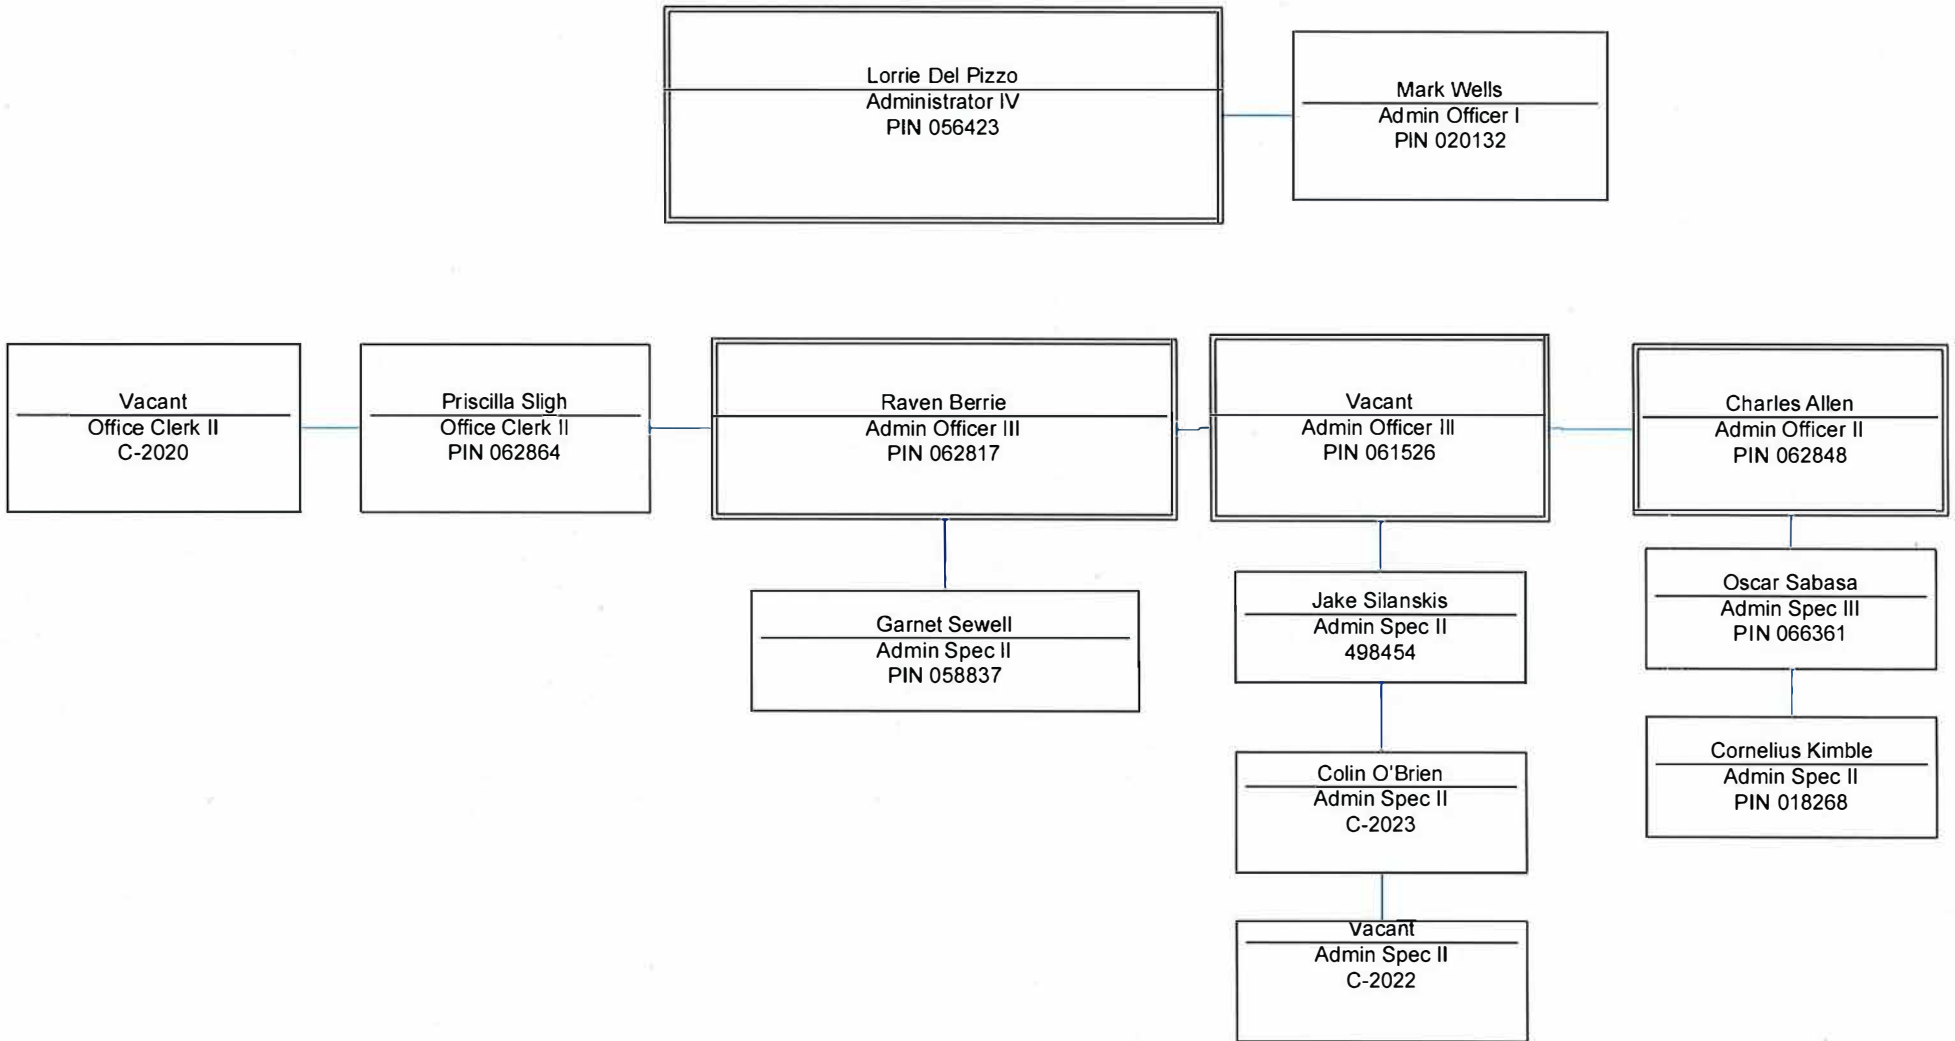 Lorrie Del Pizzo
Administrator IV
PIN 056423
Mark Wells
Admin Officer I
PIN 020132
Vacant
Office Clerk II
C-2020
Priscilla Sligh
Office Clerk II
PIN 062864
Raven Berrie
Admin Officer III
PIN 062817
Vacant
Admin Officer III
PIN 061526
Charles Allen
Admin Officer II
PIN 062848
Garnet Sewell
Admin Spec II
PIN 058837
Jake Silanskis
Admin Spec II
498454
Colin O'Brien
Admin Spec II
C-2023
Vacant
Admin Spec II
C-2022
Oscar Sabasa
Admin Spec III
PIN 066361
Cornelius Kimble
Admin Spec II
PIN 018268